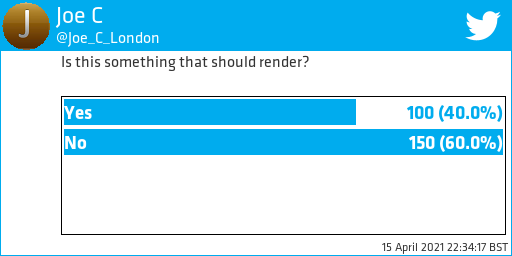 J
Joe C
@Joe_C_London
Is this something that should render?
Yes 100 (40.0%)
No 150 (60.0%)
15 April 2021 22:34:17 BST